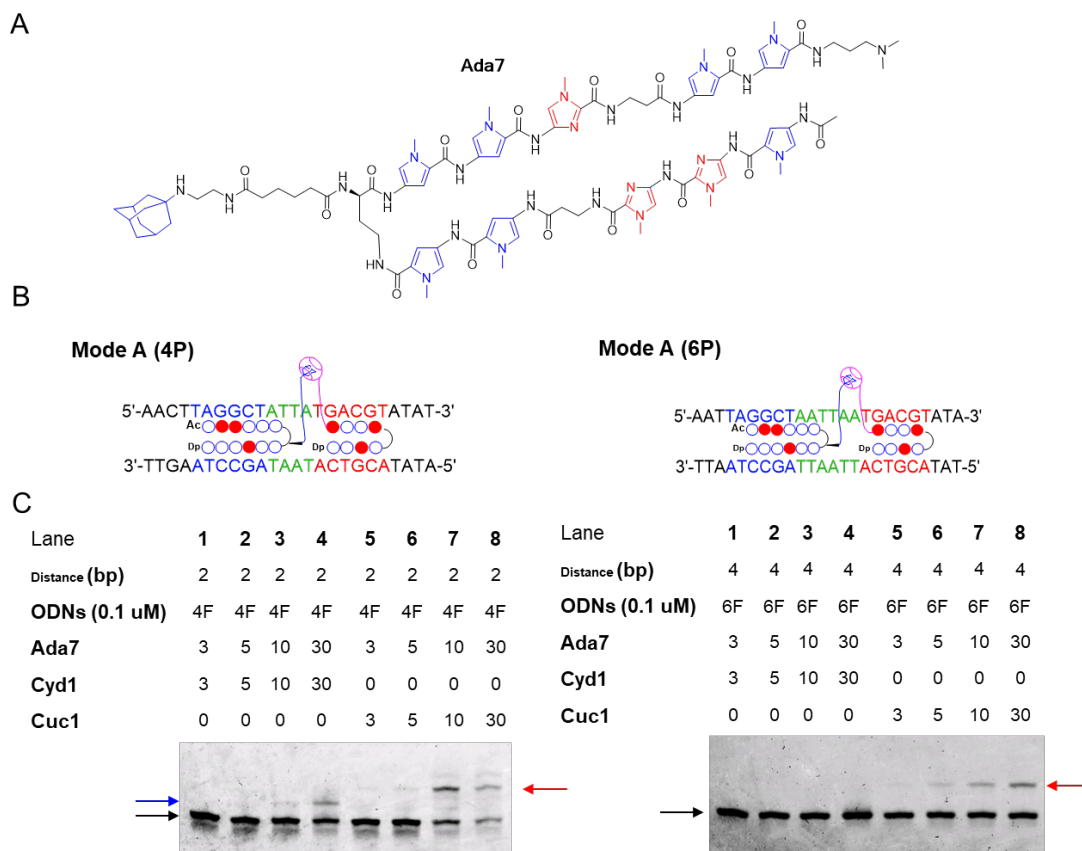 A
Ada7
B
Mode A (4P)
5'-AACTTAGGCTATTATGACGTATAT-3'
Ac
Dp
Dp
3'-TTGAATCCGATAATACTGCATATA-5'
Mode A (6P)
5'-AATTAGGCTAATTAATGACGTATA-3'
Ac
Dp
Dp
3'-TTAATCCGATTAATTACTGCATAT-5'
C
Lane 1 2 3 4 5 6 7 8
Distance (bp) 2 2 2 2 2 2 2 2
ODNs (0.1 uM) 4F 4F 4F 4F 4F 4F 4F 4F
Ada7 3 5 10 30 3 5 10 30
Cyd1 3 5 10 30 0 0 0 0
Cuc1 0 0 0 0 3 5 10 30
Lane 1 2 3 4 5 6 7 8
Distance (bp) 4 4 4 4 4 4 4 4
ODNs (0.1 uM) 6F 6F 6F 6F 6F 6F 6F 6F
Ada7 3 5 10 30 3 5 10 30
Cyd1 3 5 10 30 0 0 0 0
Cuc1 0 0 0 0 3 5 10 30